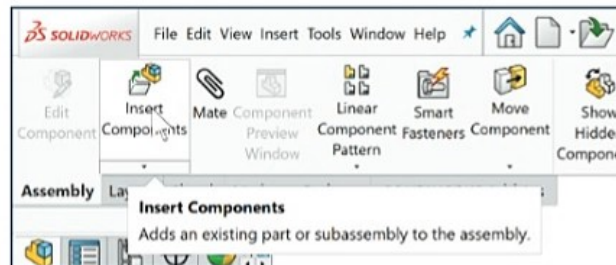 SOLIDWORKS File Edit View Insert Tools Window Help
Edit Insert Mate Component Linear Smart Move Show
Component Components Preview Component Fasteners Component Hidden
Window Pattern Compon
Assembly Lay
Insert Components
Adds an existing part or subassembly to the assembly.